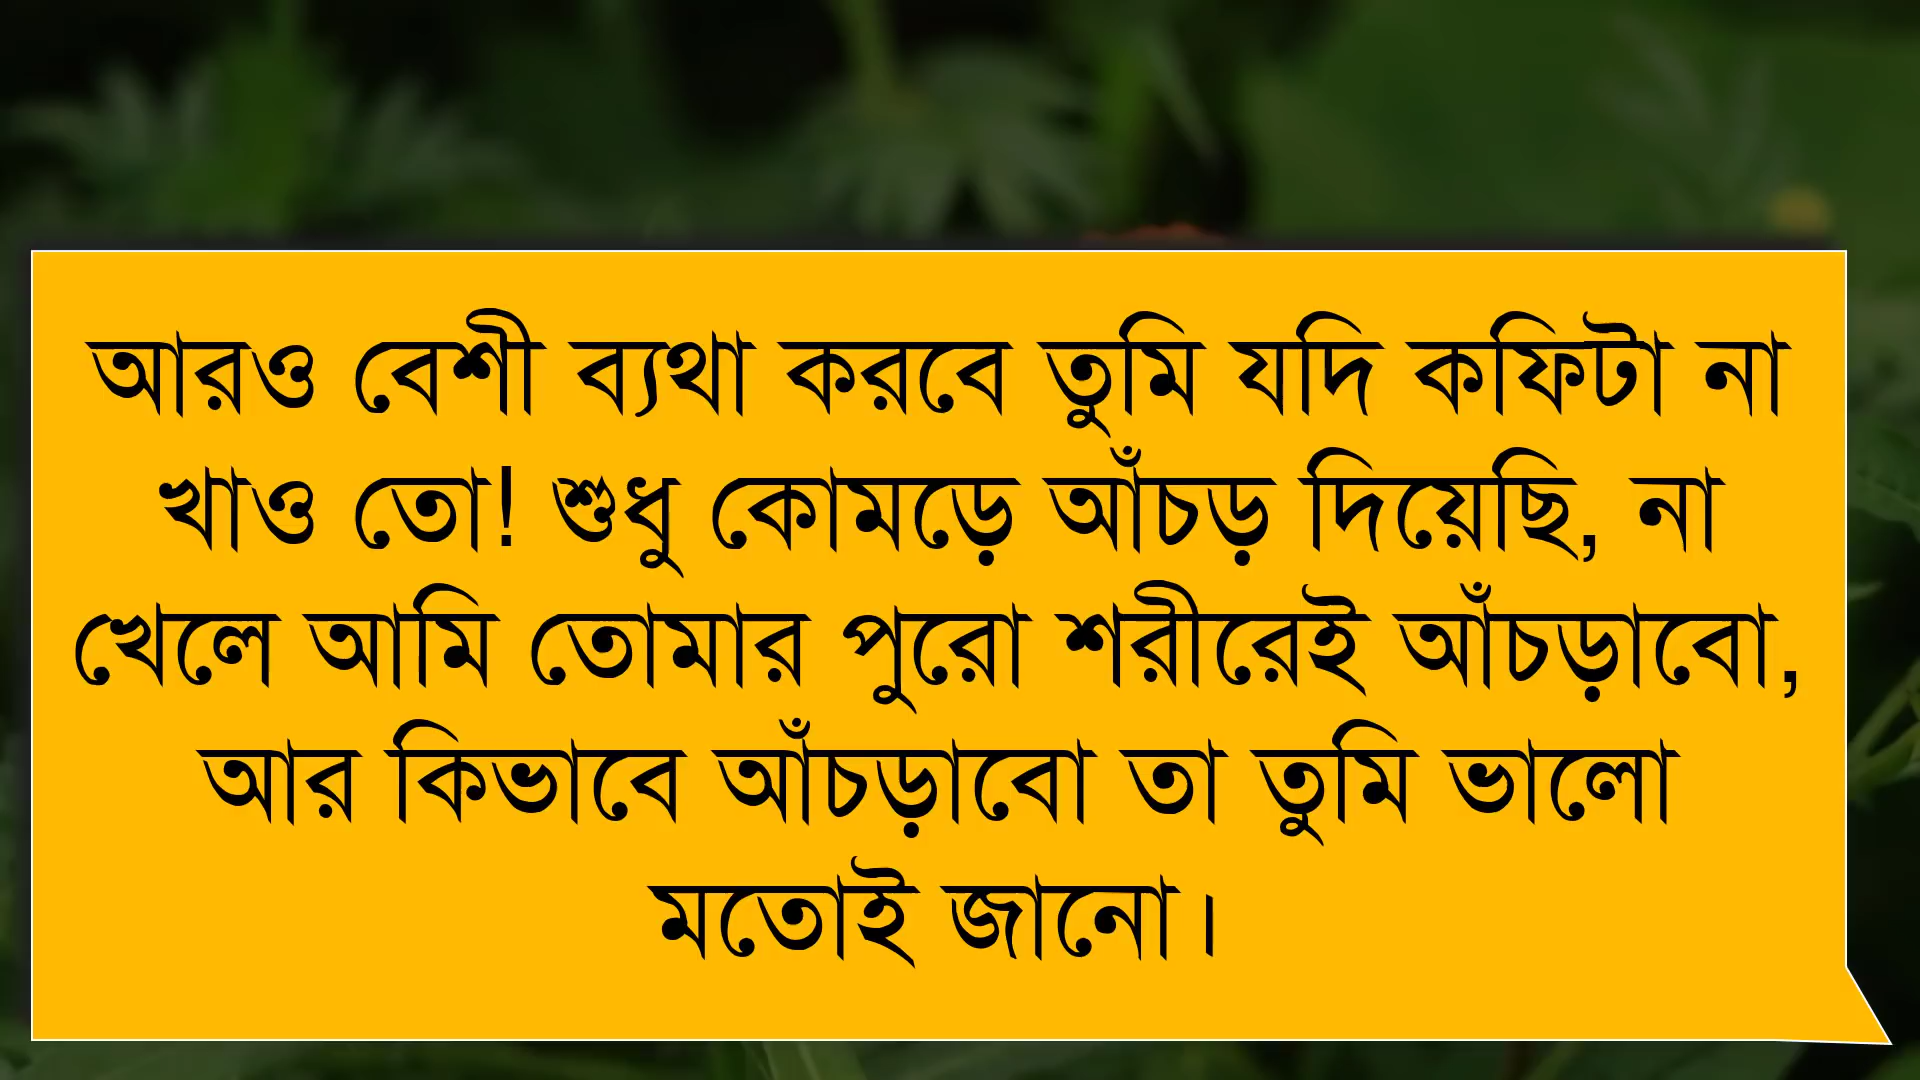 আরও বেশী ব্যথা করবে তুমি যদি কফিটা না
খাও তো! শুধু কোমড়ে আঁচড় দিয়েছি, না
খেলে আমি তোমার পুরো শরীরেই আঁচড়াবো,
আর কিভাবে আঁচড়াবো তা তুমি ভালো
মতোই জানো।